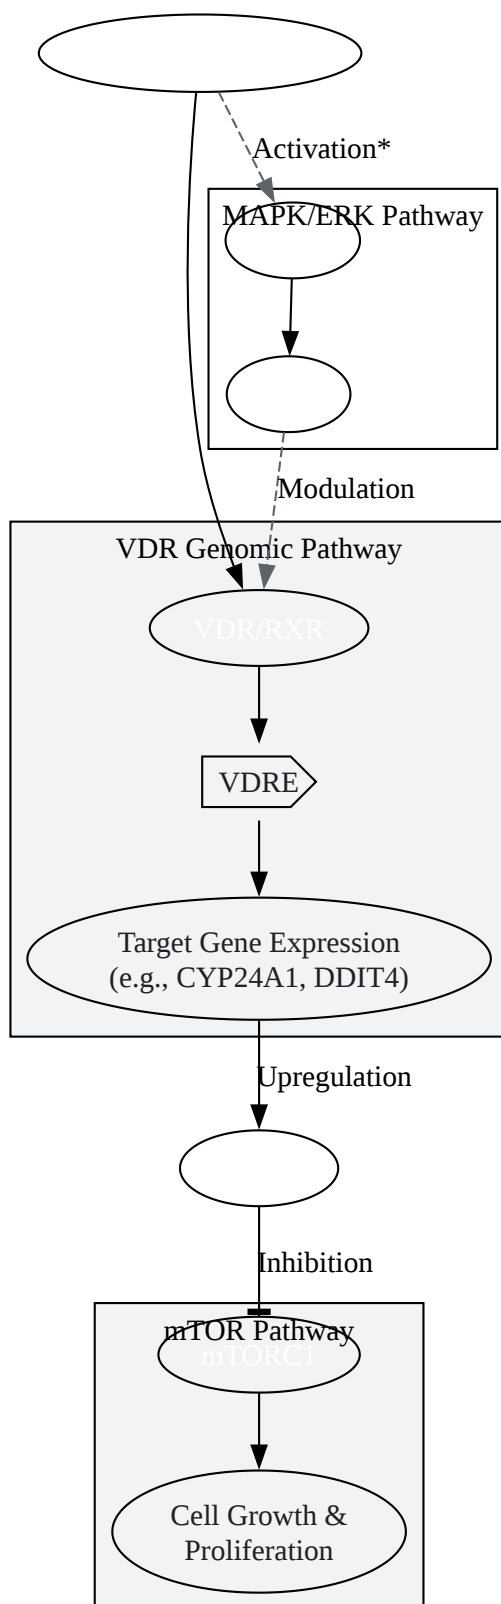 Activation*
MAPK/ERK Pathway
Modulation
VDR Genomic Pathway
VDR/RXR
VDRE
Target Gene Expression
(e.g., CYP24A1, DDIT4)
Upregulation
Inhibition
mTOR Pathway
mTORC1
Cell Growth &
Proliferation